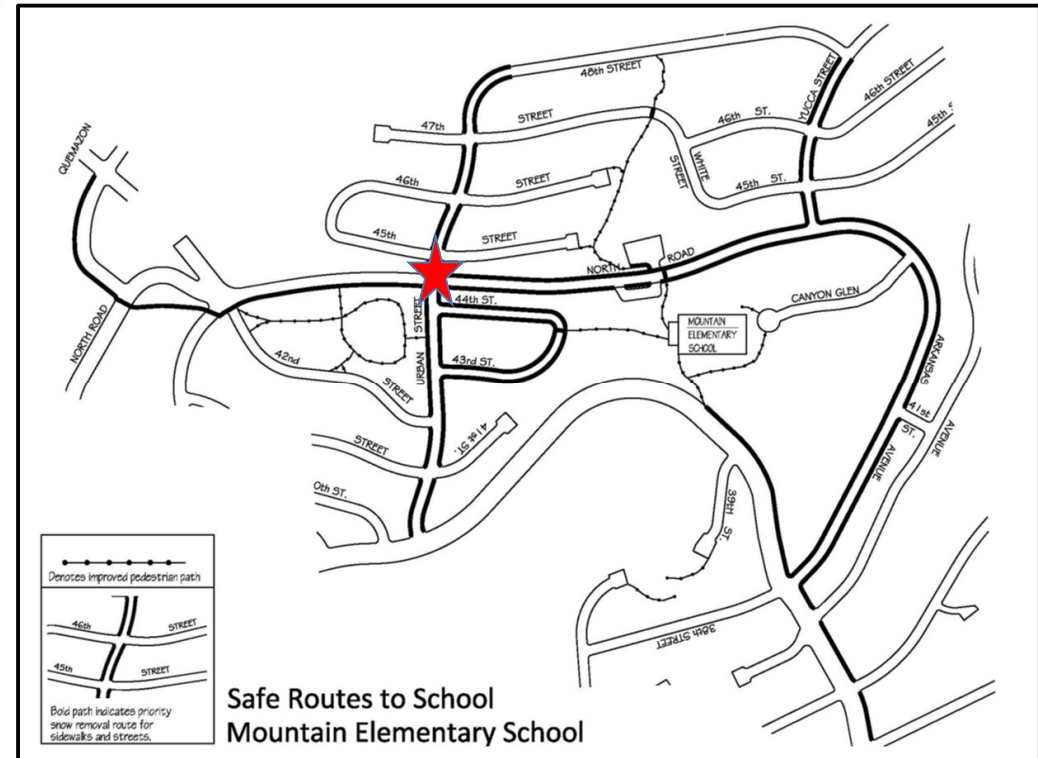 48th STREET
YUCCA STREET
46th STREET
47th STREET
46th ST.
45th S
QUEMAZON
WHITE STREET
46th STREET
45th ST.
45th STREET
NORTH ROAD
44th ST.
CANYON GLEN
NORTH ROAD
URBAN STREET
MOUNTAIN
ELEMENTARY
SCHOOL
42nd STREET
43rd ST.
ARKANSAS AVENUE
41st ST.
AVENUE
STREET
41st ST.
0th ST.
39th ST.
38th STREET
Denotes improved pedestrian path
46th STREET
45th STREET
Bold path indicates priority
snow removal route for
sidewalks and streets.
Safe Routes to School
Mountain Elementary School